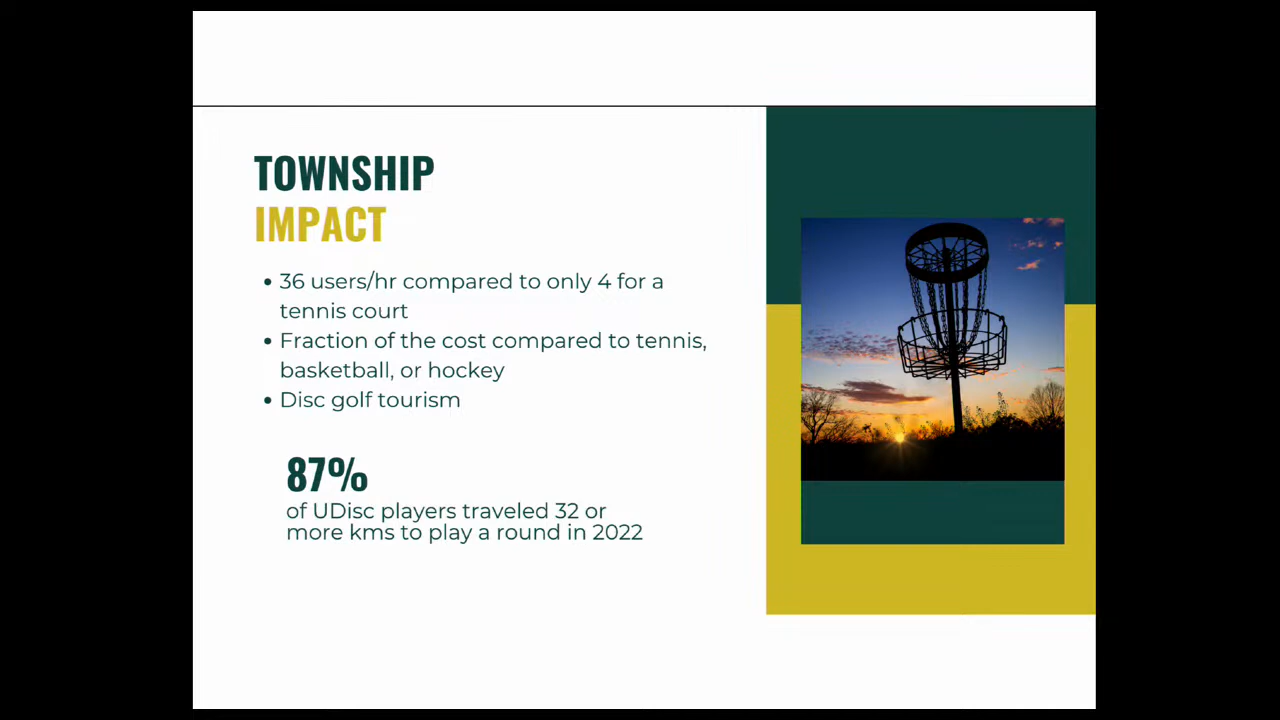 TOWNSHIP
IMPACT
• 36 users/hr compared to only 4 for a
tennis court
• Fraction of the cost compared to tennis,
basketball, or hockey
• Disc golf tourism
87%
of UDisc players traveled 32 or
more kms to play a round in 2022